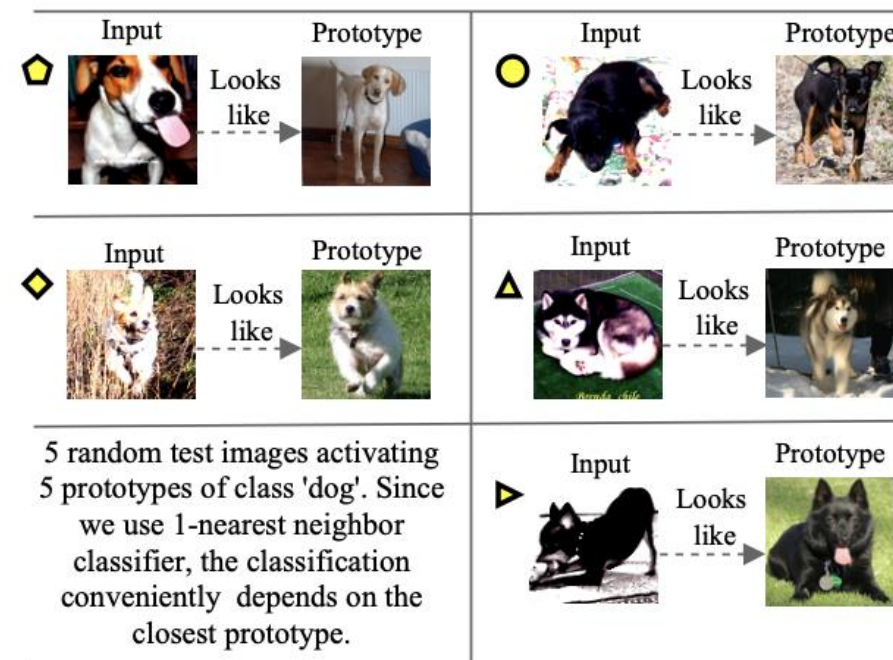 Input
Prototype
Looks
like
Input
Prototype
Looks
like
Input
Prototype
Looks
like
Input
Prototype
Looks
like
Brenda chile
5 random test images activating
5 prototypes of class 'dog'. Since
we use 1-nearest neighbor
classifier, the classification
conveniently depends on the
closest prototype.
Input
Prototype
Looks
like